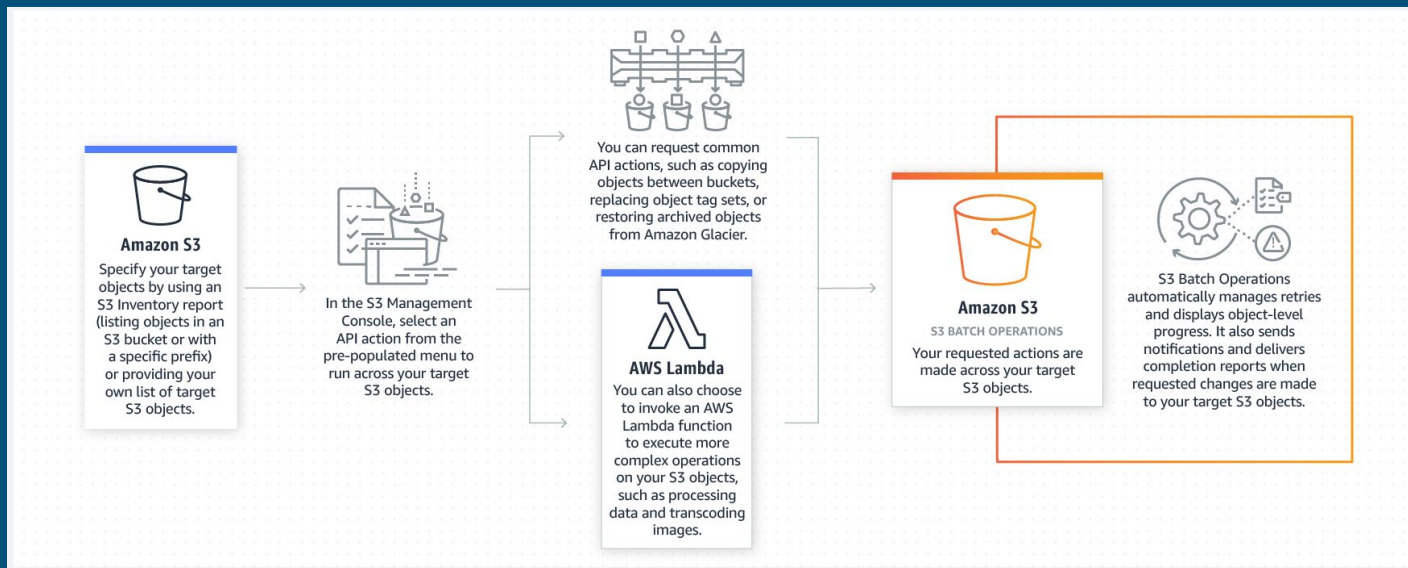 Amazon S3
Specify your target
objects by using an
S3 Inventory report
(listing objects in an
S3 bucket or with
a specific prefix)
or providing your
own list of target
S3 objects.
In the S3 Management
Console, select an
API action from the
pre-populated menu to
run across your target
S3 objects.
You can request common
API actions, such as copying
objects between buckets,
replacing object tag sets, or
restoring archived objects
from Amazon Glacier.
AWS Lambda
You can also choose
to invoke an AWS
Lambda function
to execute more
complex operations
on your S3 objects,
such as processing
data and transcoding
images.
Amazon S3
S3 BATCH OPERATIONS
Your requested actions are
made across your target
S3 objects.
S3 Batch Operations
automatically manages retries
and displays object-level
progress. It also sends
notifications and delivers
completion reports when
requested changes are made
to your target S3 objects.